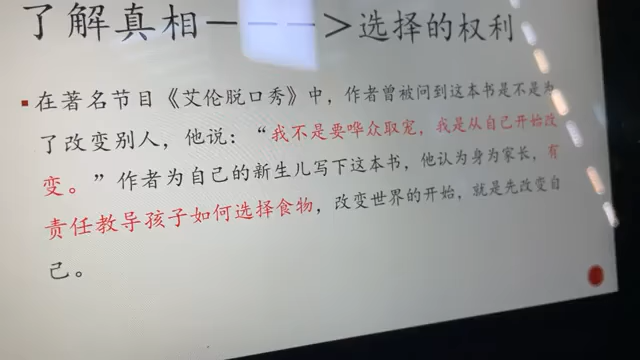 了解真相---->选择的权利
在著名节目《艾伦脱口秀》中，作者曾被问到这本书是不是为
了改变别人，他说：“我不是要哗众取宠，我是从自己开始改
变。”作者为自己的新生儿写下这本书，他认为身为家长，有
责任教导孩子如何选择食物，改变世界的开始，就是先改变自
己。